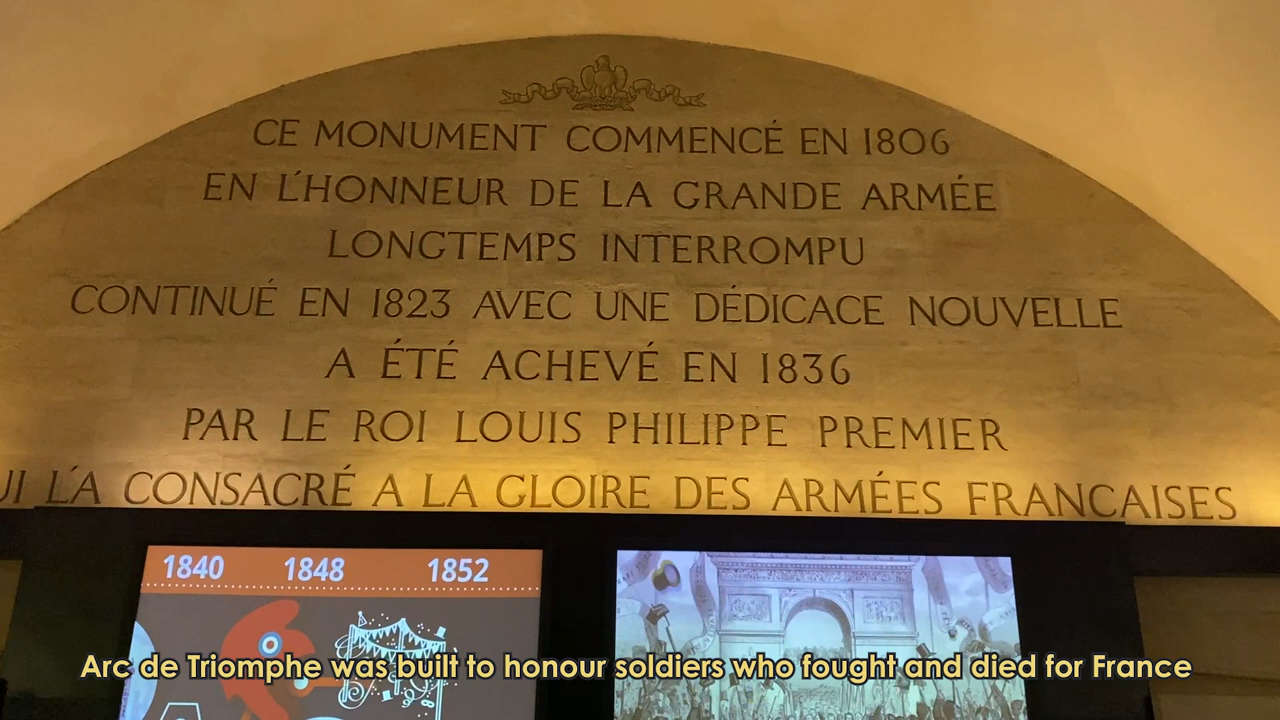 CE MONUMENT COMMENCÉ EN 1806
EN L'HONNEUR DE LA GRANDE ARMÉE
LONGTEMPS INTERROMPU
CONTINUÉ EN 1823 AVEC UNE DÉDICACE NOUVELLE
A ÉTÉ ACHEVÉ EN 1836
PAR LE ROI LOUIS PHILIPPE PREMIER
UI L'A CONSACRÉ A LA GLOIRE DES ARMÉES FRANCAISES
1840 1848 1852
Arc de Triomphe was built to honour soldiers who fought and died for France